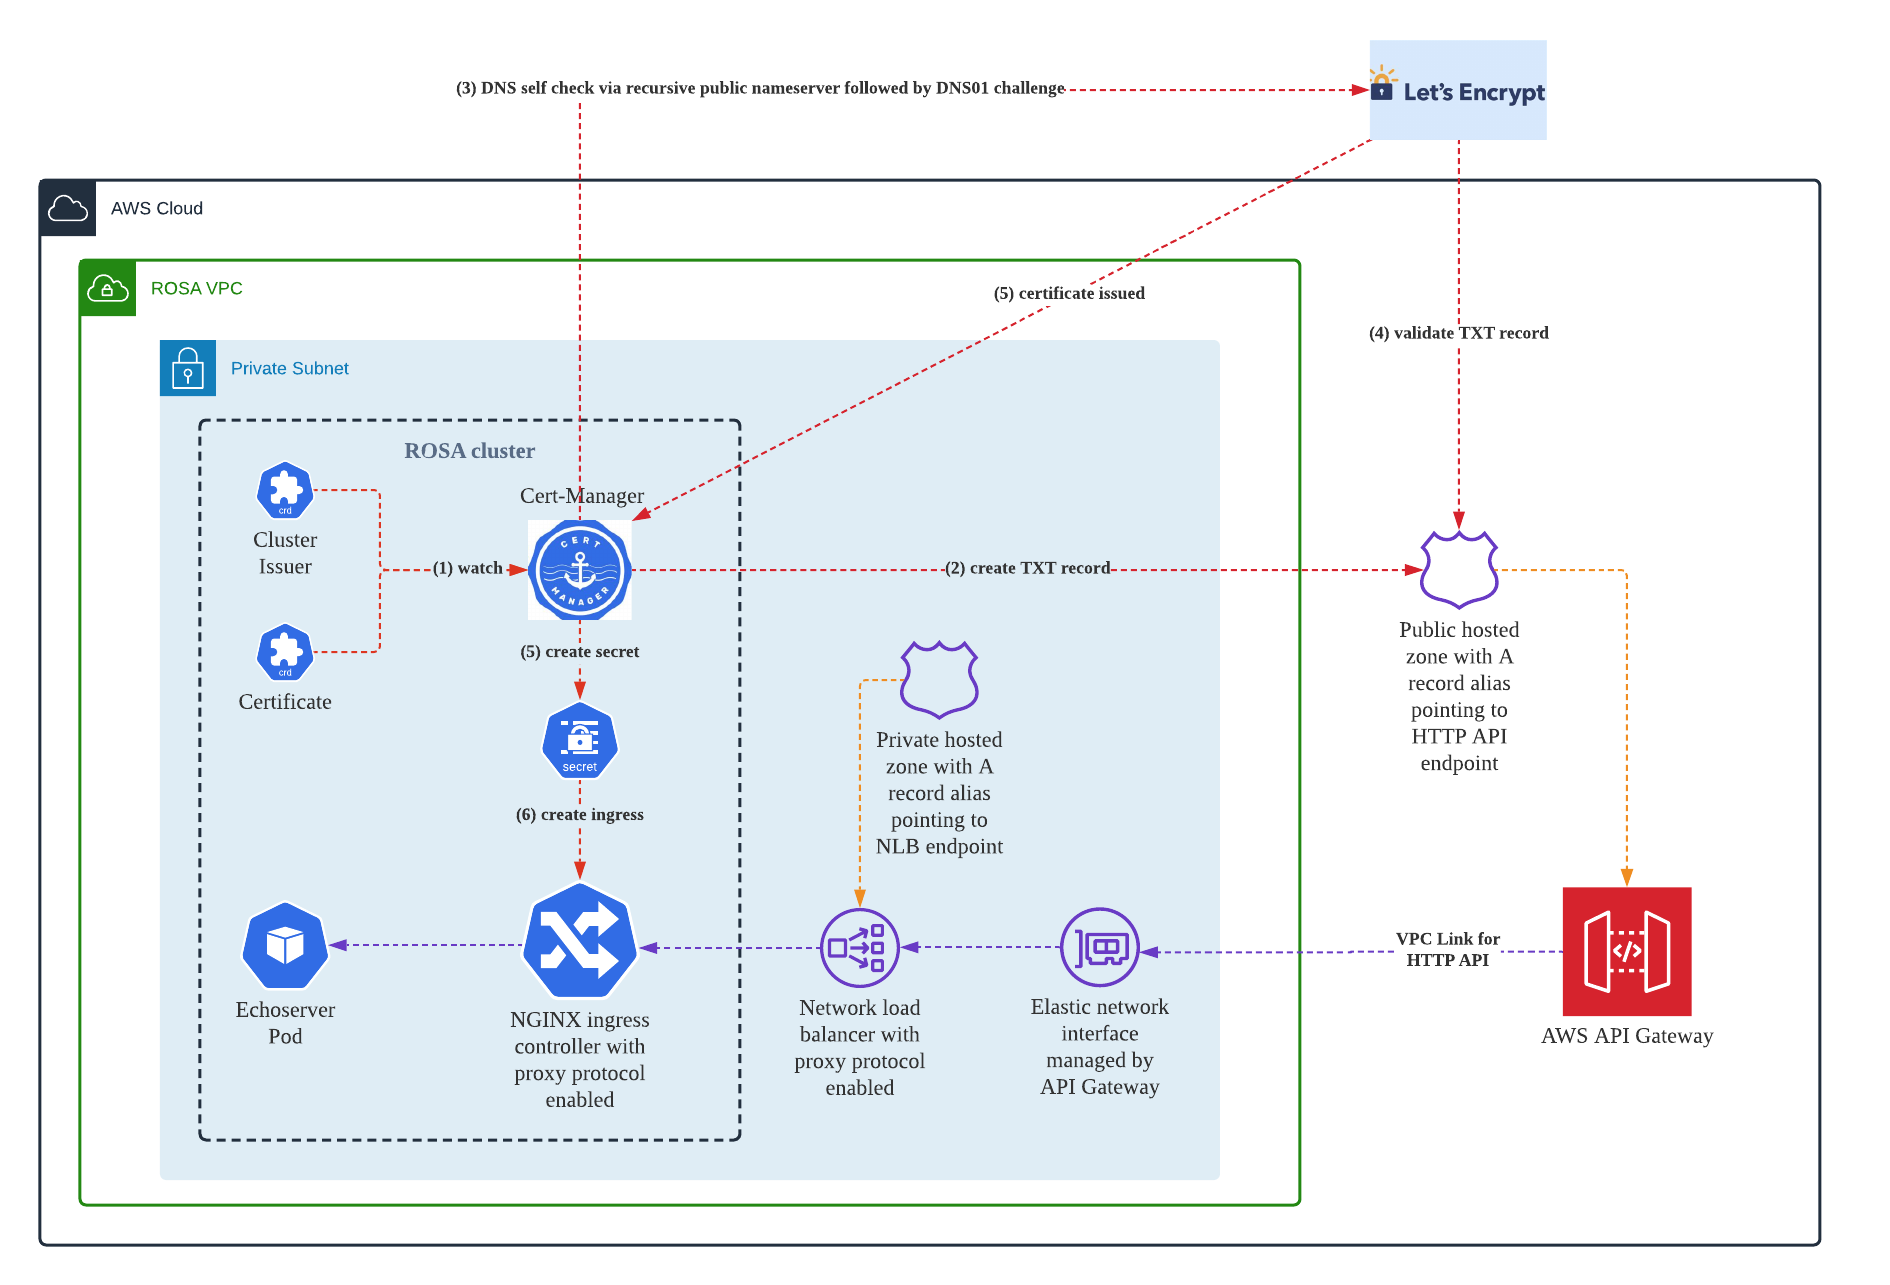 (3) DNS self check via recursive public nameserver followed by DNS01 challenge
Let's Encrypt
AWS Cloud
ROSA VPC
(5) certificate issued
(4) validate TXT record
Private Subnet
ROSA cluster
Cert-Manager
crd
Cluster
Issuer
(1) watch
CERT
MANAGER
(2) create TXT record
crd
Certificate
(5) create secret
secret
(6) create ingress
Private hosted
zone with A
record alias
pointing to
NLB endpoint
Public hosted
zone with A
record alias
pointing to
HTTP API
endpoint
Echoserver
Pod
NGINX ingress
controller with
proxy protocol
enabled
Network load
balancer with
proxy protocol
enabled
Elastic network
interface
managed by
API Gateway
VPC Link for
HTTP API
</>
AWS API Gateway